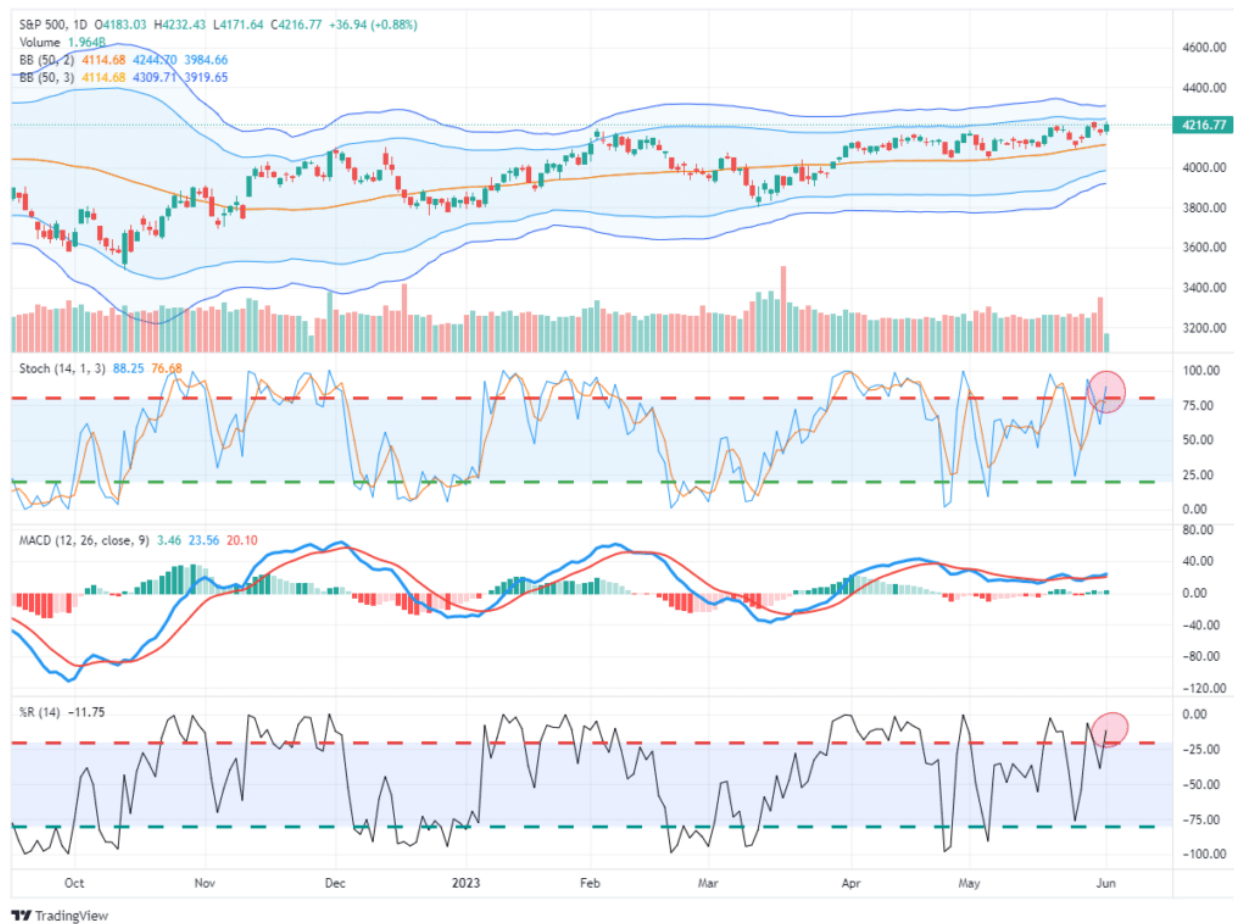 S&P 500, 1D O4183.03 H4232.43 L4171.64 C4216.77 +36.94 (+0.88%)
Volume 1.964B
BB (50, 2) 4114.68 4244.70 3984.66
BB (50, 3) 4114.68 4309.71 3919.65
4600.00
4400.00
4216.77
4000.00
3800.00
3600.00
3400.00
3200.00
Stoch (14, 1, 3) 88.25 76.68
100.00
75.00
50.00
25.00
0.00
MACD (12, 26, close, 9) 3.46 23.56 20.10
80.00
40.00
0.00
−40.00
−80.00
−120.00
%R (14) −11.75
0.00
−25.00
−50.00
−75.00
−100.00
Oct Nov Dec 2023 Feb Mar Apr May Jun
TradingView